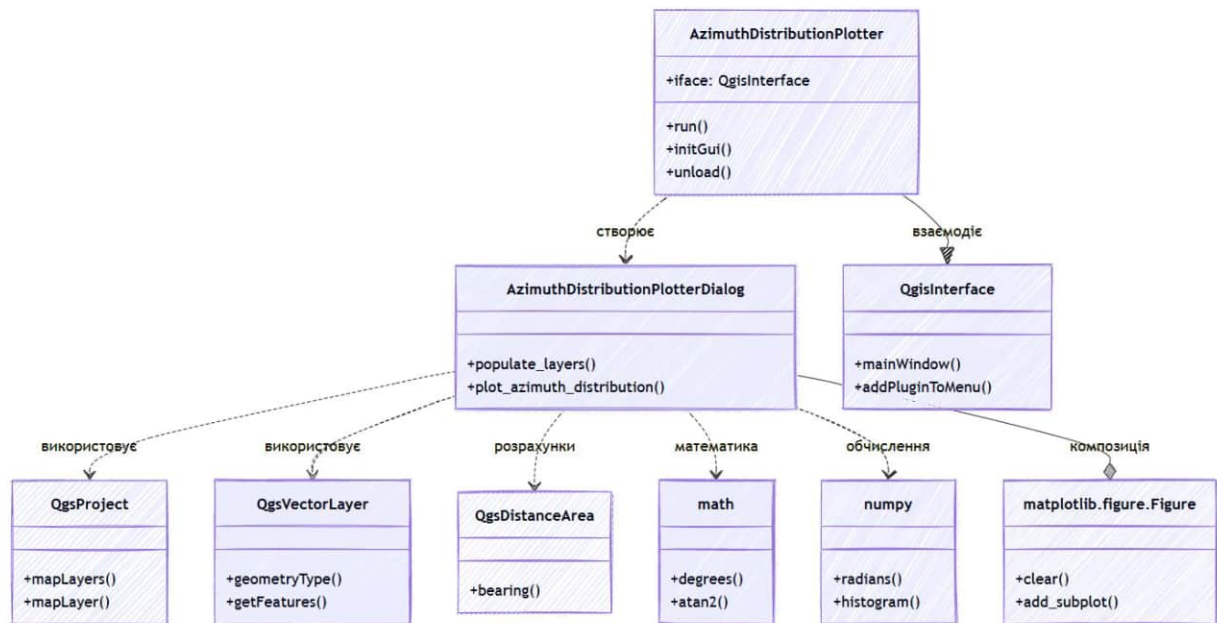 AzimuthDistributionPlotter
+iface: QgisInterface
+run()
+initGui()
+unload()
створює
взаємодіє
AzimuthDistributionPlotterDialog
+populate_layers()
+plot_azimuth_distribution()
QgisInterface
+mainWindow()
+addPluginToMenu()
використовує
використовує
розрахунки
математика
обчислення
композиція
QgsProject
+mapLayers()
+mapLayer()
QgsVectorLayer
+geometryType()
+getFeatures()
QgsDistanceArea
+bearing()
math
+degrees()
+atan2()
numpy
+radians()
+histogram()
matplotlib.figure.Figure
+clear()
+add_subplot()